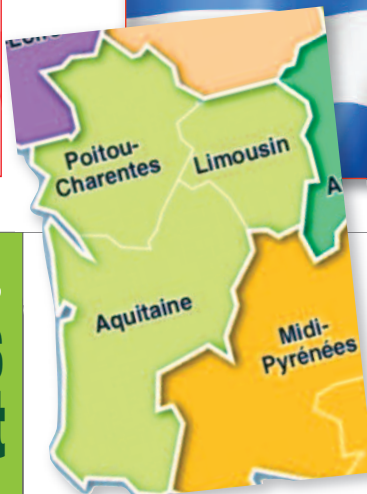 Poitou-
Charentes
Limousin
Aquitaine
Midi-
Pyrénées